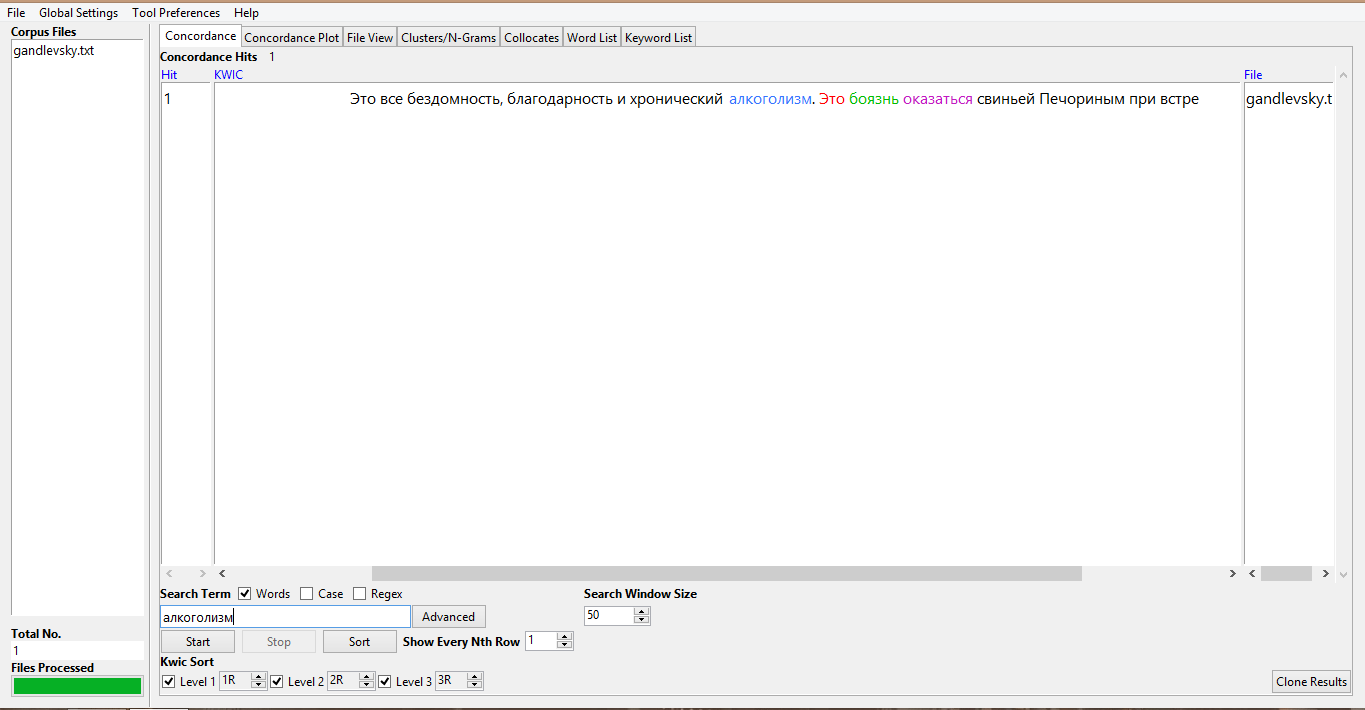 File Global Settings Tool Preferences Help
Corpus Files
gandlevsky.txt
Concordance Concordance Plot File View Clusters/N-Grams Collocates Word List Keyword List
Concordance Hits 1
Hit KWIC File
1 Это все бездомность, благодарность и хронический алкоголизм. Это боязнь оказаться свиньей Печориным при встре gandlevsky.t
Search Term Words Case Regex Search Window Size
алкоголизм Advanced 50
Total No.
1
Start Stop Sort Show Every Nth Row 1
Files Processed
Kwic Sort
Level 1 1R Level 2 2R Level 3 3R Clone Results